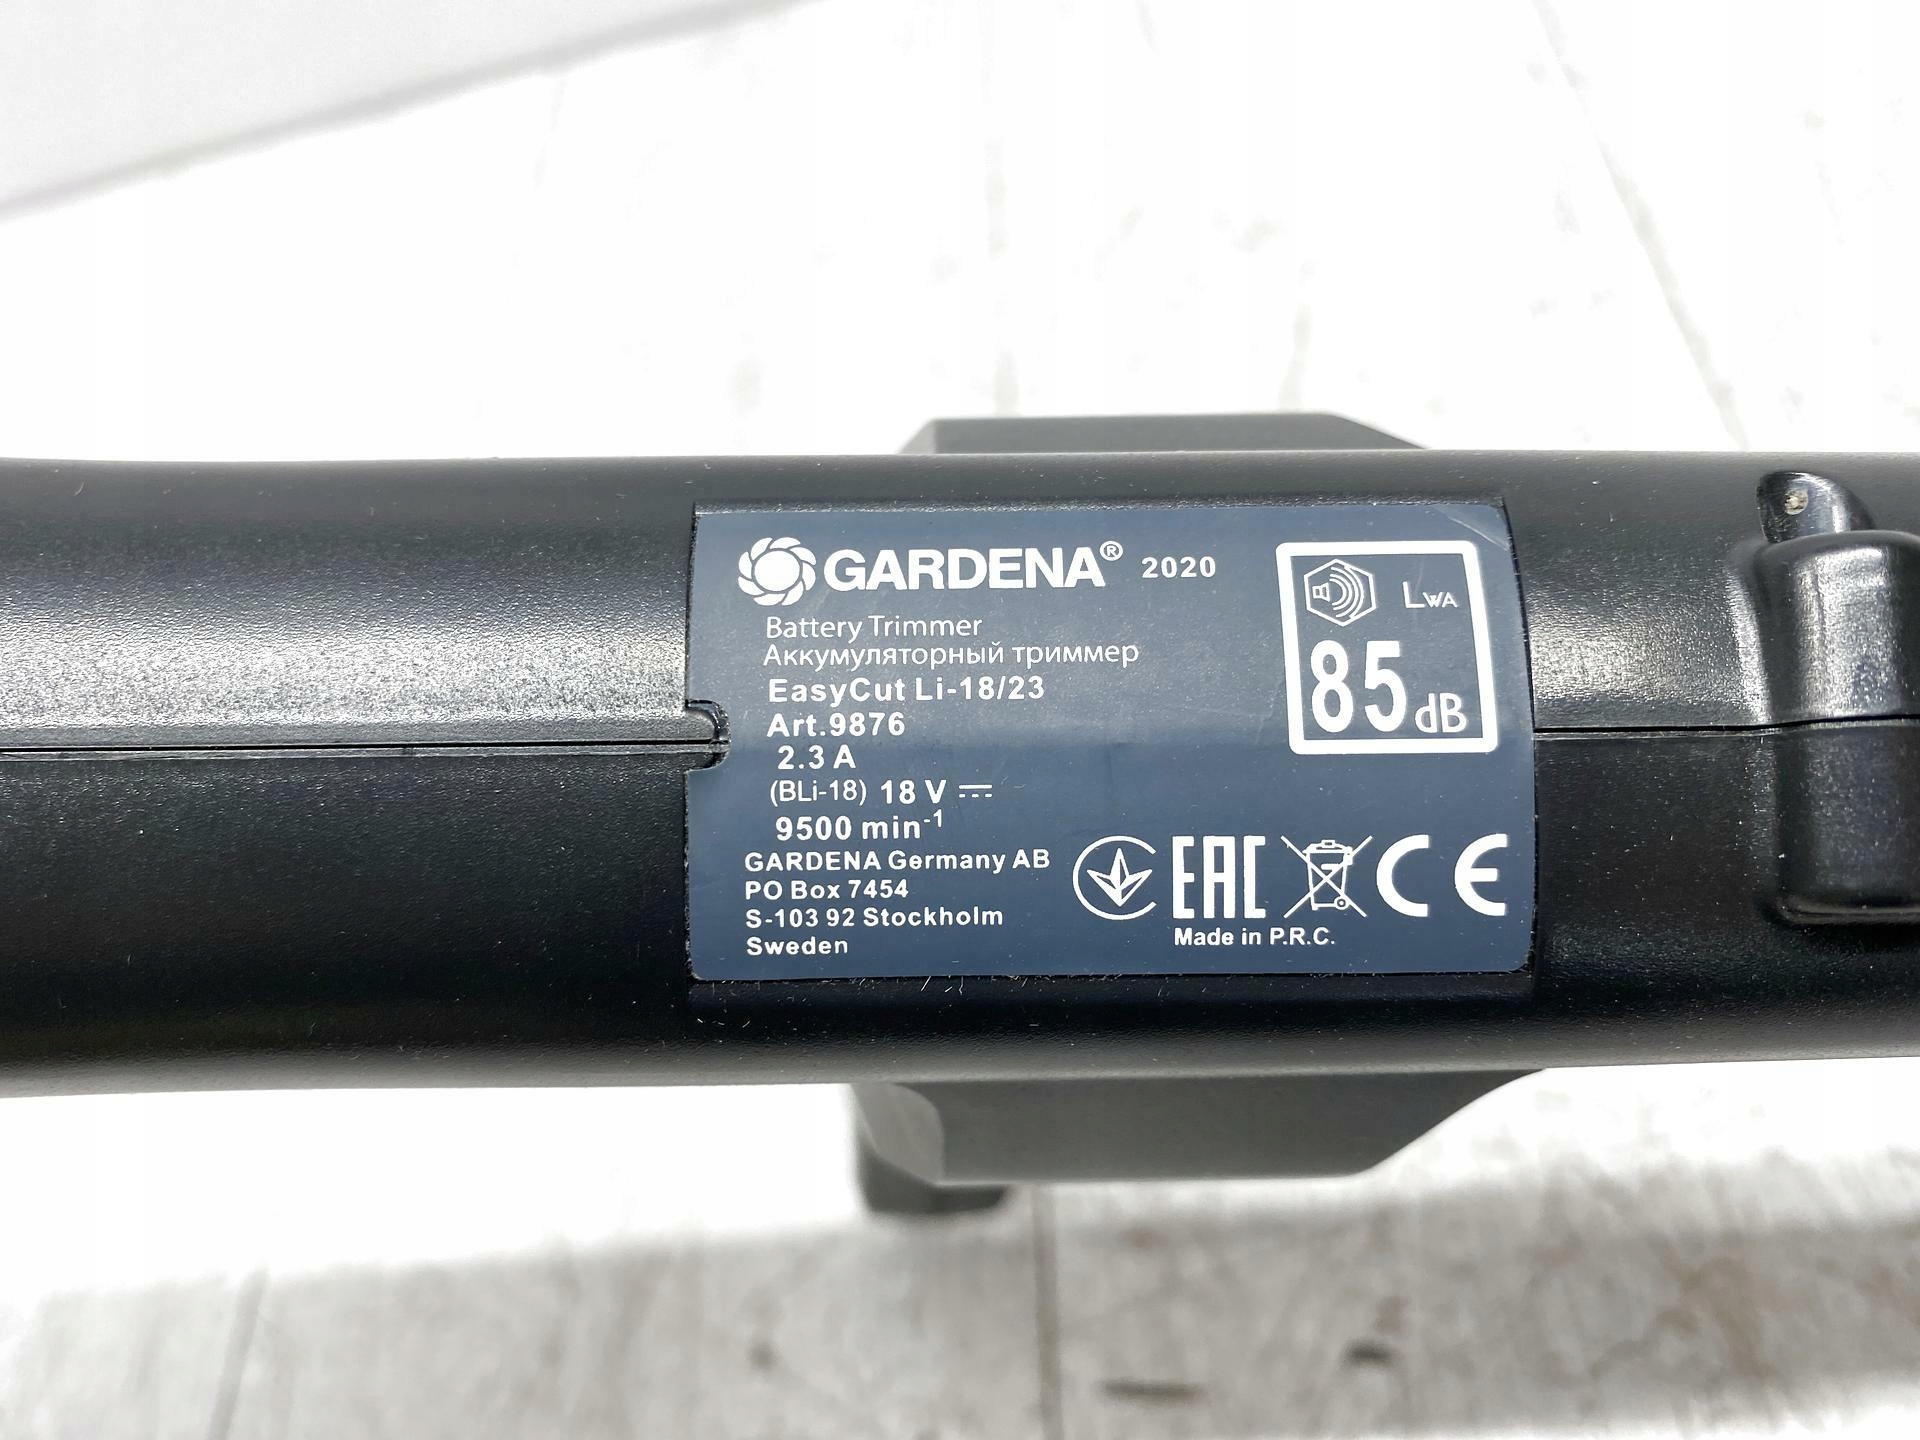 GARDENA® 2020
Battery Trimmer
Аккумуляторный триммер
EasyCut Li-18/23
Art.9876
2.3 A
(BLi-18) 18 V
9500 min⁻¹
GARDENA Germany AB
PO Box 7454
S-103 92 Stockholm
Sweden
LWA
85 dB
EAC CE
Made in P.R.C.